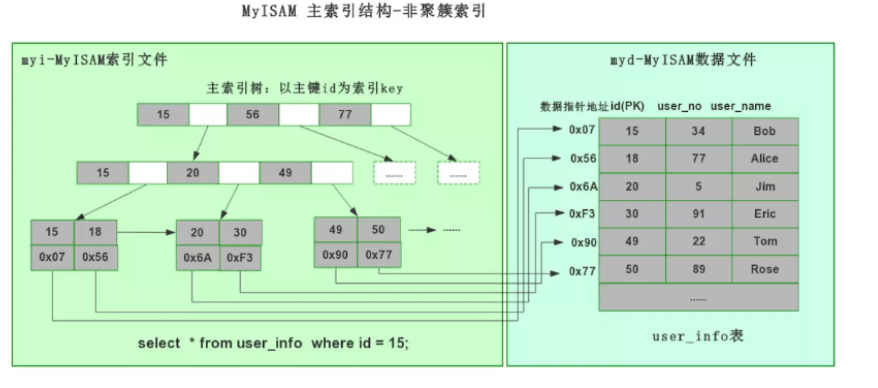 MyISAM 主索引结构-非聚簇索引
myi-MyISAM索引文件
主索引树：以主键id为索引key
15 56 77
15 20 49 ...... ......
15 18 20 30 49 50 ......
0x07 0x56 0x6A 0xF3 0x90 0x77
select * from user_info where id = 15;
myd-MyISAM数据文件
数据指针地址 id(PK) user_no user_name
0x07 15 34 Bob
0x56 18 77 Alice
0x6A 20 5 Jim
0xF3 30 91 Eric
0x90 49 22 Tom
0x77 50 89 Rose
......
user_info表